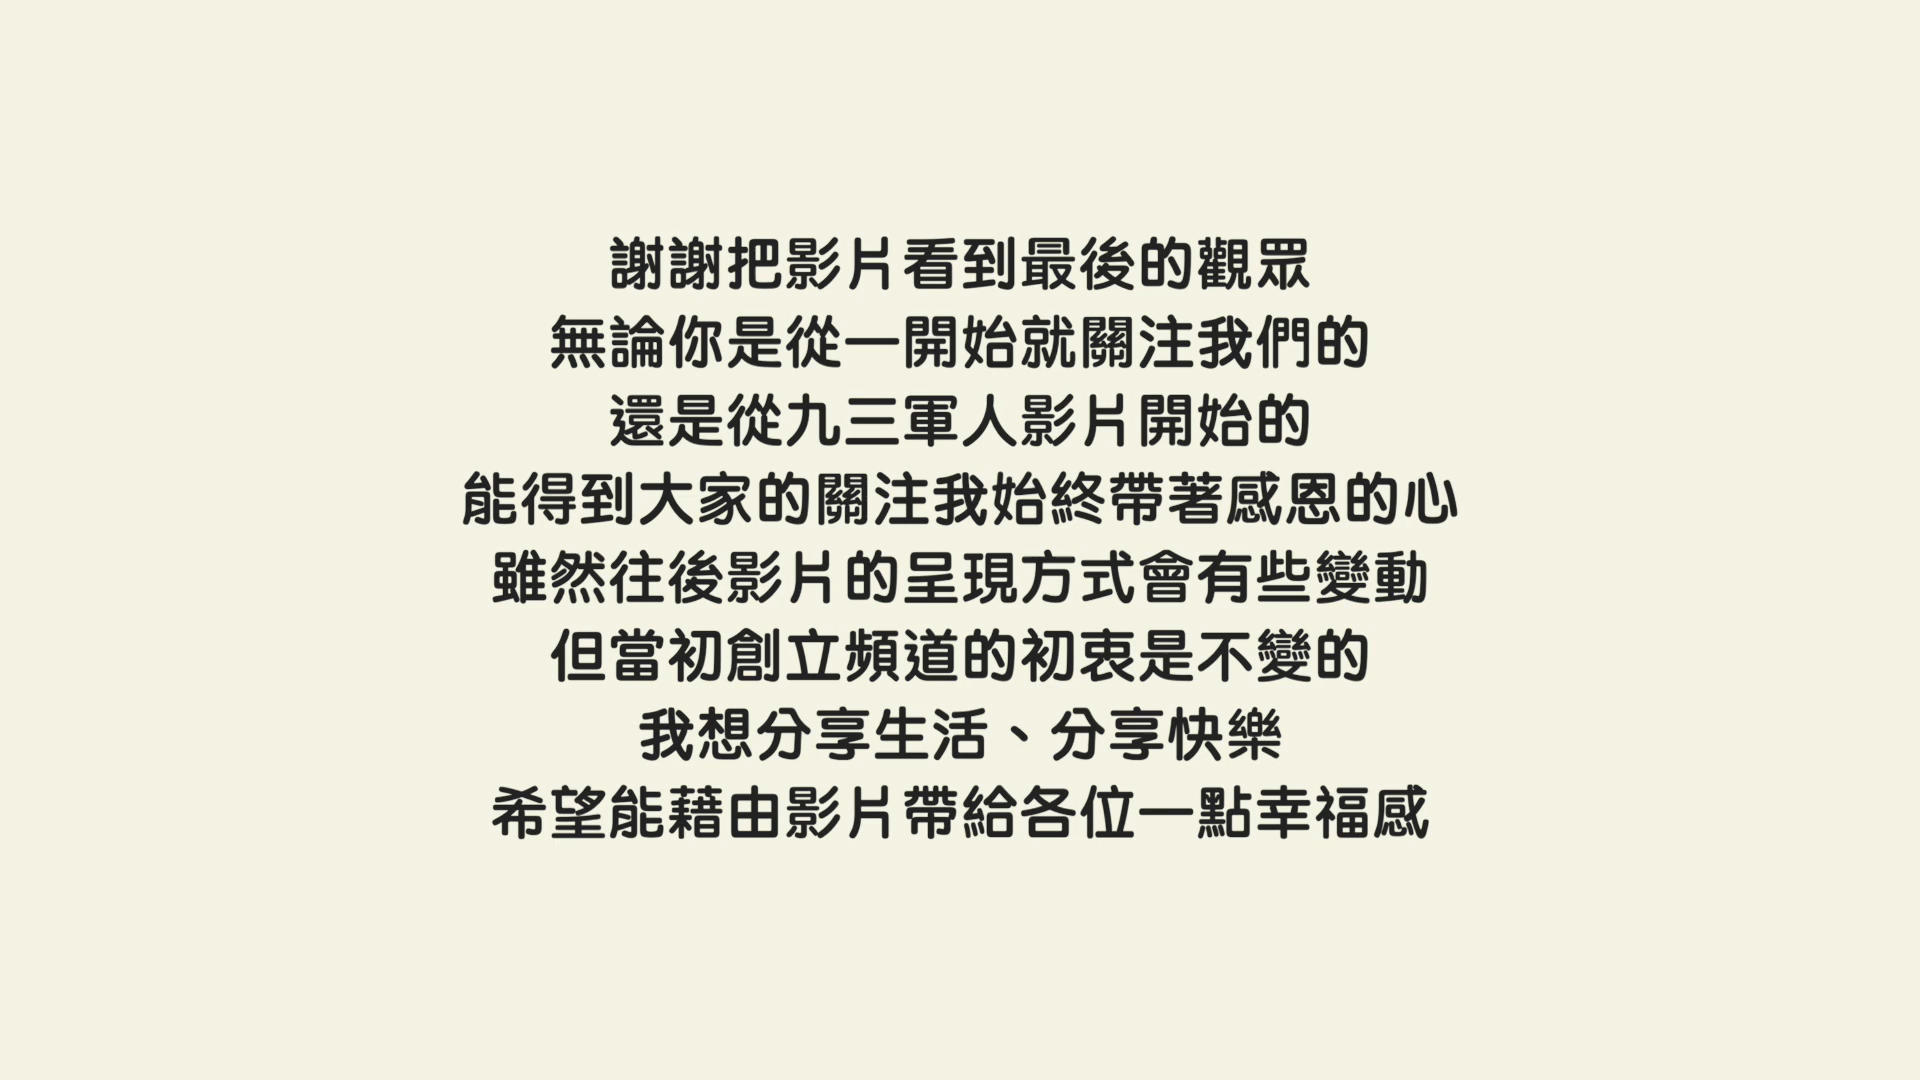 謝謝把影片看到最後的觀眾
無論你是從一開始就關注我們的
還是從九三軍人影片開始的
能得到大家的關注我始終帶著感恩的心
雖然往後影片的呈現方式會有些變動
但當初創立頻道的初衷是不變的
我想分享生活、分享快樂
希望能藉由影片帶給各位一點幸福感